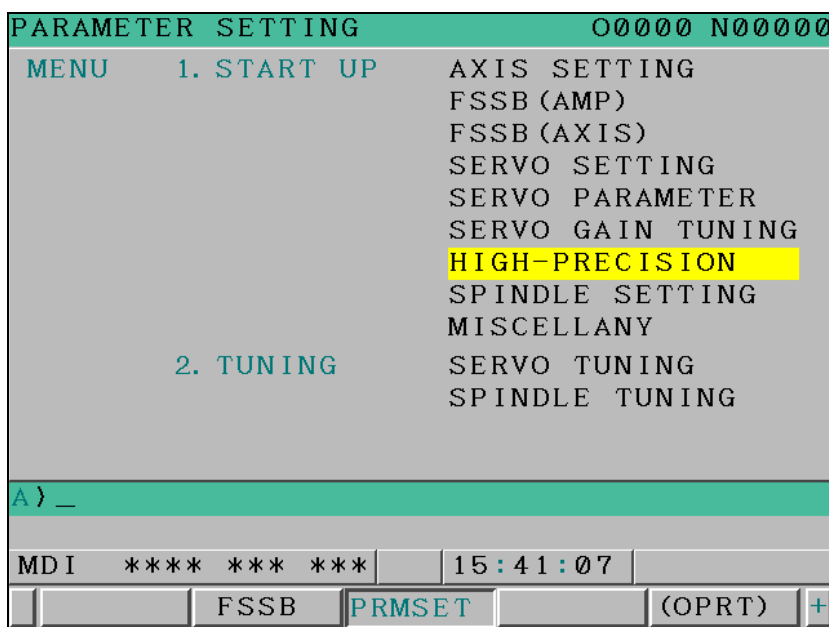 PARAMETER SETTING O0000 N00000
MENU 1. START UP AXIS SETTING
FSSB(AMP)
FSSB(AXIS)
SERVO SETTING
SERVO PARAMETER
SERVO GAIN TUNING
HIGH-PRECISION
SPINDLE SETTING
MISCELLANY
2. TUNING SERVO TUNING
SPINDLE TUNING
A)_
MDI **** *** *** 15:41:07
FSSB PRMSET (OPRT) +